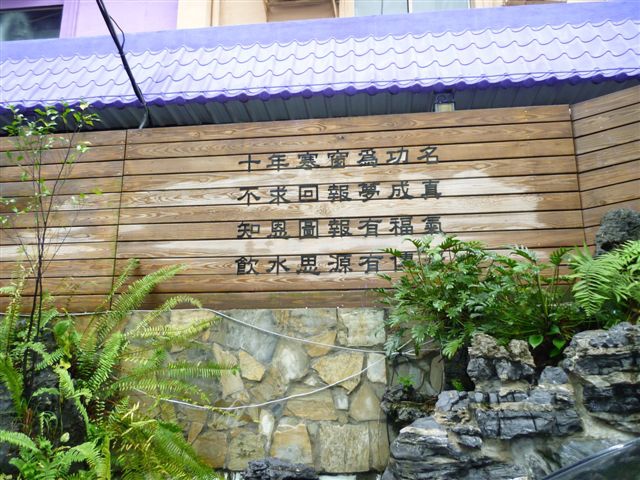 十年寒窗為功名
不求回報夢成真
知恩圖報有福氣
飲水思源有